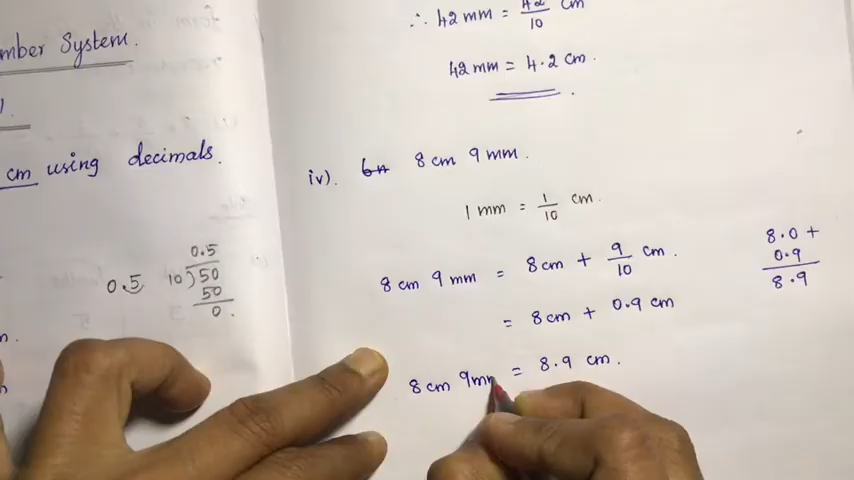 System.
cm using decimals.
0.5
0.5 10)50
50
0.
∴ 42 mm = 42/10 cm
42 mm = 4.2 cm.
iv). 8 cm 9 mm.
1 mm = 1/10 cm.
8 cm 9 mm = 8 cm + 9/10 cm.
= 8 cm + 0.9 cm
8 cm 9 mm = 8.9 cm.
8.0 +
0.9
8.9